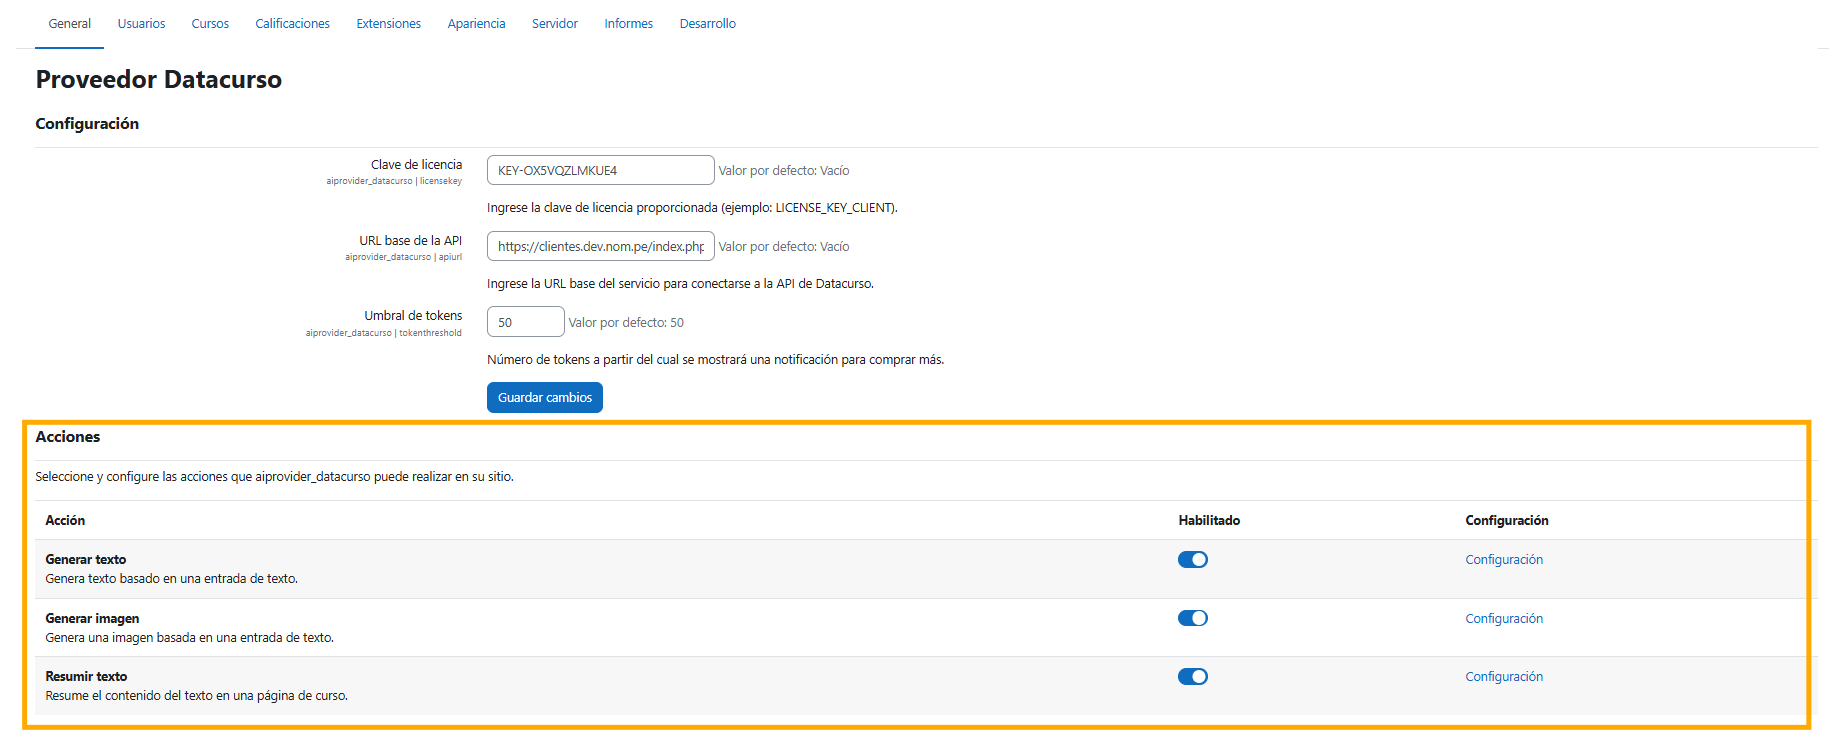 General Usuarios Cursos Calificaciones Extensiones Apariencia Servidor Informes Desarrollo
Proveedor Datacurso
Configuración
Clave de licencia
aiprovider_datacurso | licensekey
KEY-OX5VQZLMKUE4 Valor por defecto: Vacío
Ingrese la clave de licencia proporcionada (ejemplo: LICENSE_KEY_CLIENT).
URL base de la API
aiprovider_datacurso | apiurl
https://clientes.dev.nom.pe/index.php Valor por defecto: Vacío
Ingrese la URL base del servicio para conectarse a la API de Datacurso.
Umbral de tokens
aiprovider_datacurso | tokenthreshold
50 Valor por defecto: 50
Número de tokens a partir del cual se mostrará una notificación para comprar más.
Guardar cambios
Acciones
Seleccione y configure las acciones que aiprovider_datacurso puede realizar en su sitio.
Acción Habilitado Configuración
Generar texto
Genera texto basado en una entrada de texto.
Configuración
Generar imagen
Genera una imagen basada en una entrada de texto.
Configuración
Resumir texto
Resume el contenido del texto en una página de curso.
Configuración